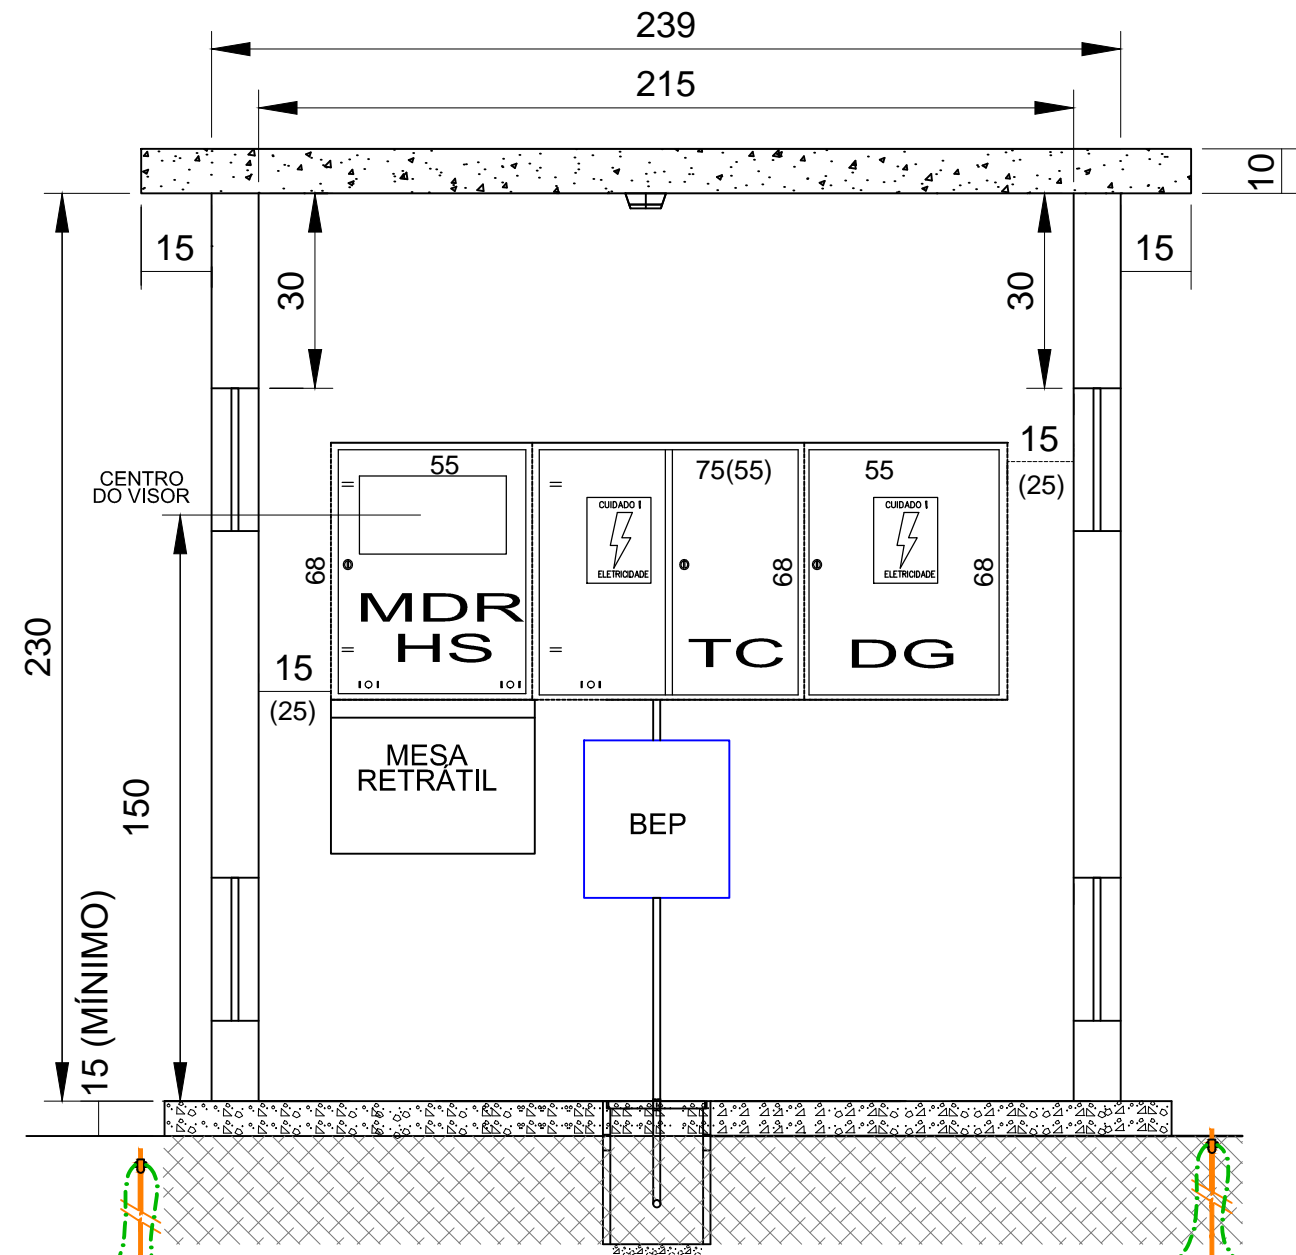 239
215
10
15
15
30
30
CENTRO
DO VISOR
55
75(55)
55
15
(25)
CUIDADO !
ELETRICIDADE
CUIDADO !
ELETRICIDADE
68
68
68
MDR
HS
TC
DG
230
15
(25)
150
MESA
RETRÁTIL
BEP
15 (MÍNIMO)